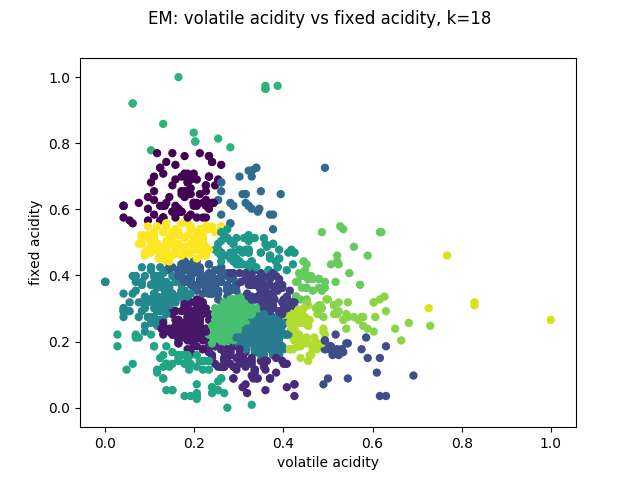 EM: volatile acidity vs fixed acidity, k=18
1.0
0.8
0.6
0.4
0.2
0.0
fixed acidity
0.0 0.2 0.4 0.6 0.8 1.0
volatile acidity